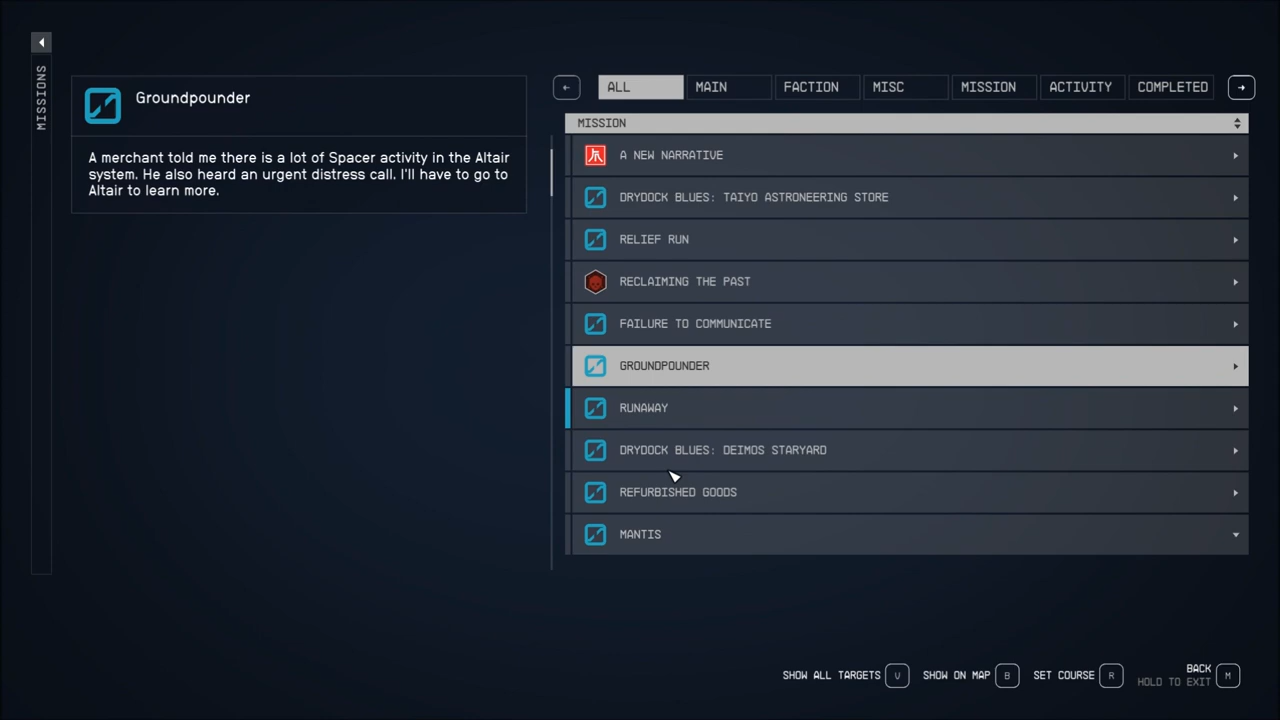 MISSIONS
Groundpounder
A merchant told me there is a lot of Spacer activity in the Altair
system. He also heard an urgent distress call. I'll have to go to
Altair to learn more.
ALL
MAIN
FACTION
MISC
MISSION
ACTIVITY
COMPLETED
MISSION
A NEW NARRATIVE
DRYDOCK BLUES: TAIYO ASTRONEERING STORE
RELIEF RUN
RECLAIMING THE PAST
FAILURE TO COMMUNICATE
GROUNDPOUNDER
RUNAWAY
DRYDOCK BLUES: DEIMOS STARYARD
REFURBISHED GOODS
MANTIS
SHOW ALL TARGETS V
SHOW ON MAP B
SET COURSE R
BACK
HOLD TO EXIT M